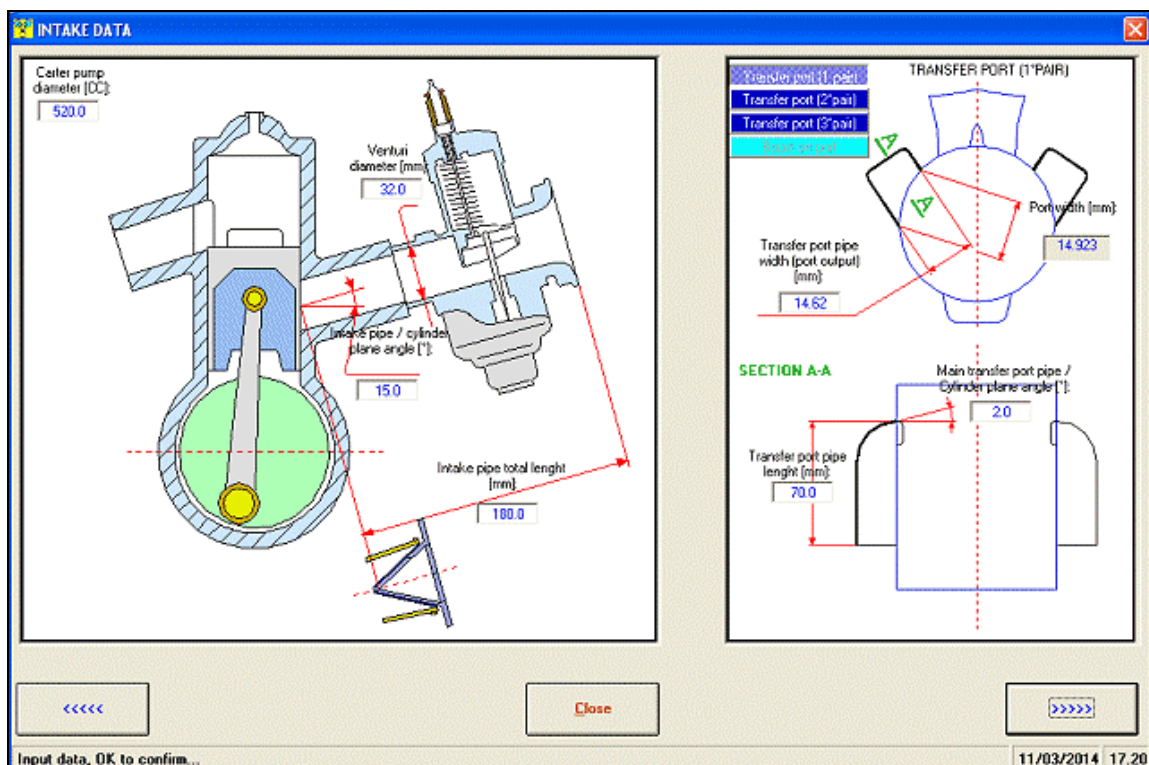 INTAKE DATA
Carter pump
diameter [CC]:
520.0
Venturi
diameter [mm]:
32.0
Intake pipe / cylinder
plane angle [°]:
15.0
Intake pipe total lenght
[mm]:
180.0
Transfer port (1°pair)
Transfer port (2°pair)
Transfer port (3°pair)
TRANSFER PORT (1°PAIR)
A
A
Port width [mm]:
14.923
Transfer port pipe
width (port output)
[mm]:
14.62
SECTION A-A
Main transfer port pipe /
Cylinder plane angle [°]:
2.0
Transfer port pipe
lenght [mm]:
70.0
<<<<<
Close
>>>>>
Input data, OK to confirm...
11/03/2014 17.20